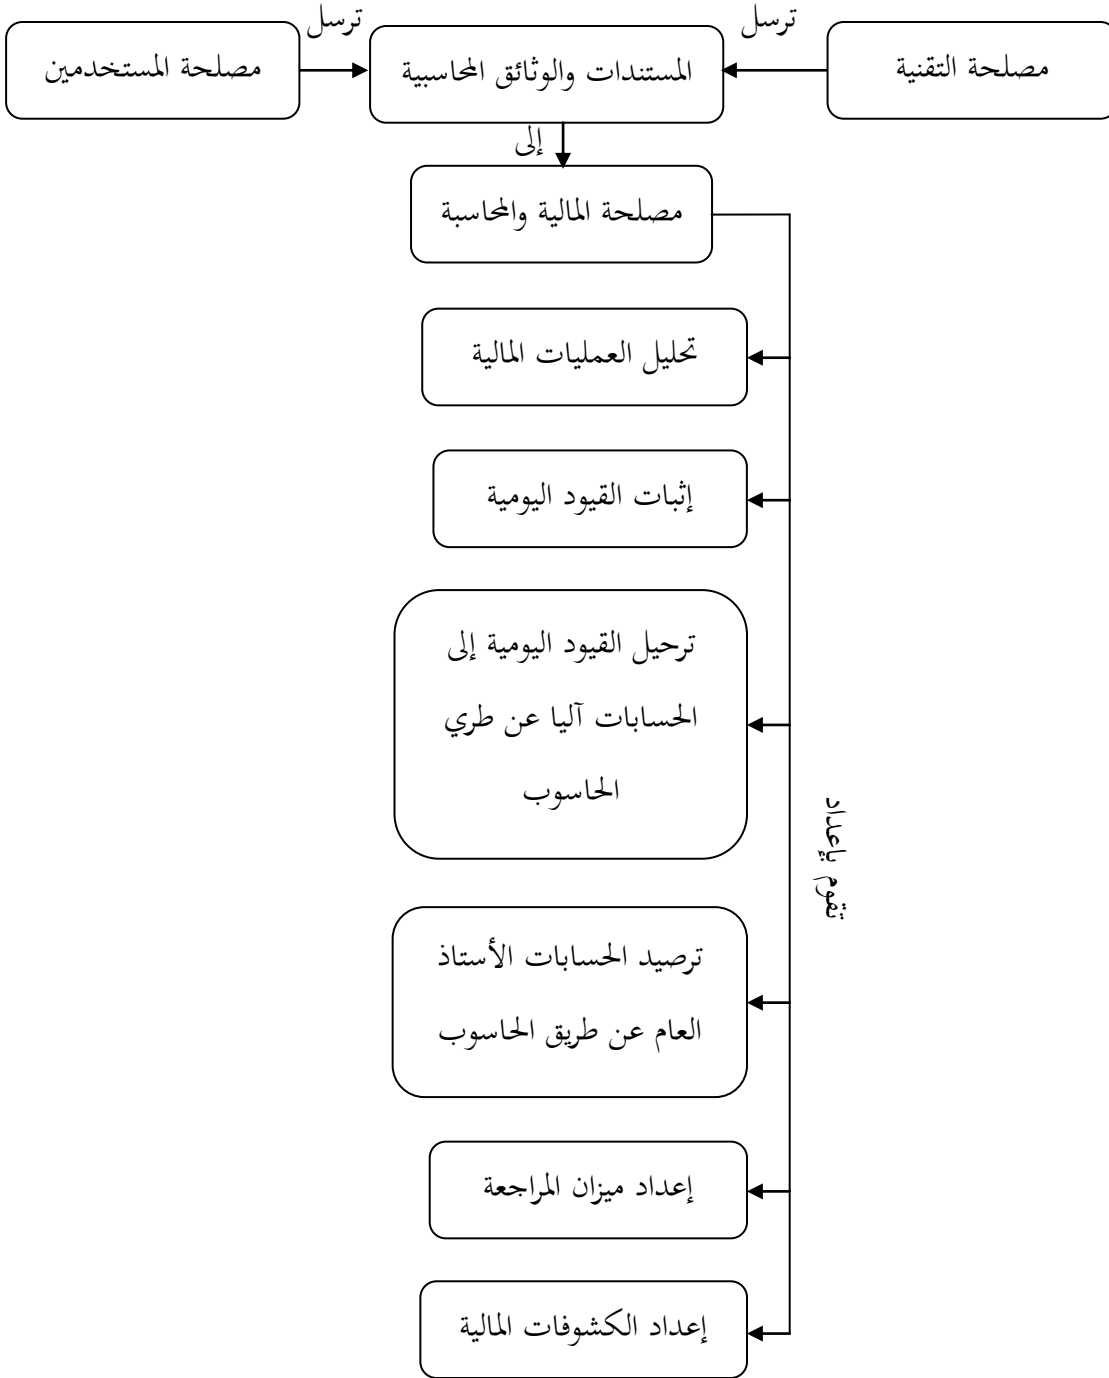 ترسل
ترسل
مصلحة التقنية
المستندات والوثائق المحاسبية
مصلحة المستخدمين
إلى
مصلحة المالية والمحاسبة
تحليل العمليات المالية
إثبات القيود اليومية
ترحيل القيود اليومية إلى
الحسابات آليا عن طري
الحاسوب
تقوم بإعداد
ترصيد الحسابات الأستاذ
العام عن طريق الحاسوب
إعداد ميزان المراجعة
إعداد الكشوفات المالية